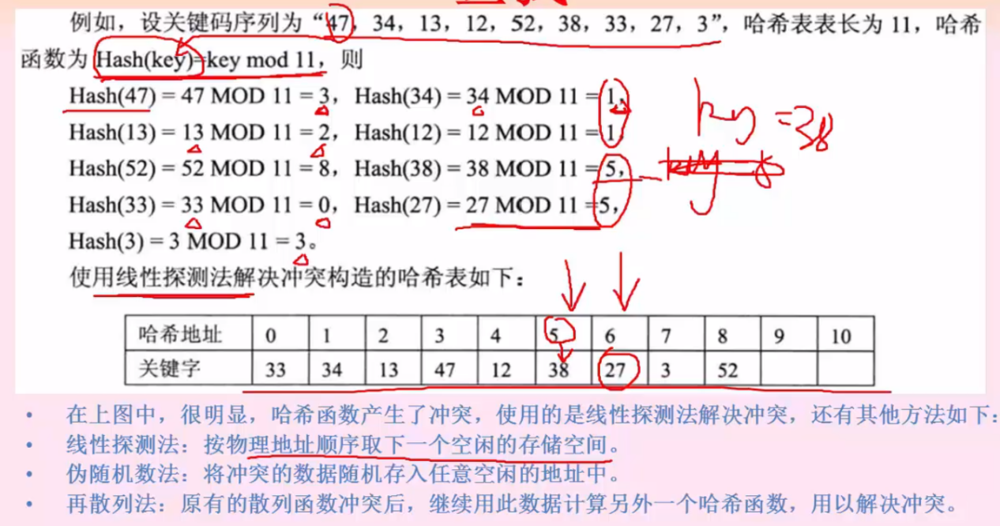 例如，设关键码序列为“47，34，13，12，52，38，33，27，3”，哈希表表长为 11，哈希
函数为 Hash(key)=key mod 11，则
Hash(47) = 47 MOD 11 = 3，Hash(34) = 34 MOD 11 = 1，
Hash(13) = 13 MOD 11 = 2，Hash(12) = 12 MOD 11 = 1，
Hash(52) = 52 MOD 11 = 8，Hash(38) = 38 MOD 11 = 5，
Hash(33) = 33 MOD 11 = 0，Hash(27) = 27 MOD 11 =5，
Hash(3) = 3 MOD 11 = 3。
key =38
使用线性探测法解决冲突构造的哈希表如下：
哈希地址 0 1 2 3 4 5 6 7 8 9 10
关键字 33 34 13 47 12 38 27 3 52
• 在上图中，很明显，哈希函数产生了冲突，使用的是线性探测法解决冲突，还有其他方法如下：
• 线性探测法：按物理地址顺序取下一个空闲的存储空间。
• 伪随机数法：将冲突的数据随机存入任意空闲的地址中。
• 再散列法：原有的散列函数冲突后，继续用此数据计算另外一个哈希函数，用以解决冲突。